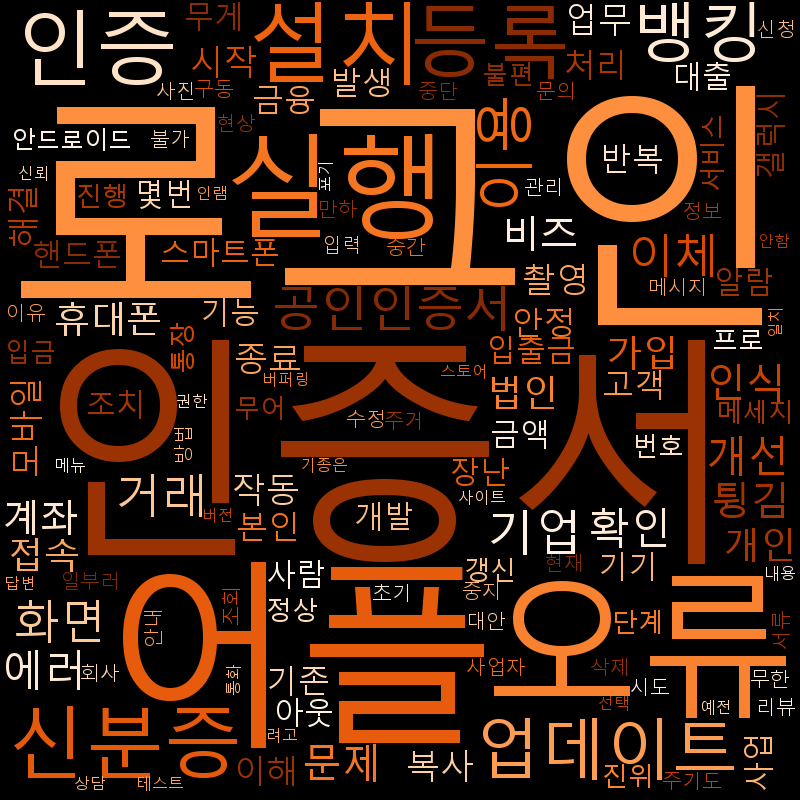 인증
무게
설치
등록
업무
뱅킹
신청
시작
사진
구동
금융
발생
중단
불편
처리
문의
대출
안드로이드
불가
현상
로그인
실행
용이
반복
서비스
갤럭시
신뢰
해결
진행
몇번
인램
포기
만하
관리
정보
핸드폰
스마트폰
입력
중간
비즈
이체
안함
이유
휴대폰
기능
공인인증서
촬영
안정
메시지
알람
입금
통장
종료
입출금
가입
프로
일치
모바일
조치
권한
버퍼링
무어
수정
주거
스토어
법인
고객
인식
메세지
메뉴
방법
인증서
기종은
금액
번호
개선
장난
계좌
거래
작동
개발
사이트
기업
확인
튕김
버전
본인
개인
접속
답변
일부러
조회
사람
초기
갱신
중지
현재
기기
내용
화면
안내
어플
정상
대안
오류
단계
서류
에러
회사
통화
기존
사업자
삭제
시도
무한
신분증
아웃
선택
예전
리뷰
려고
상담
테스트
이해
문제
복사
업데이트
진위
주기도
사업